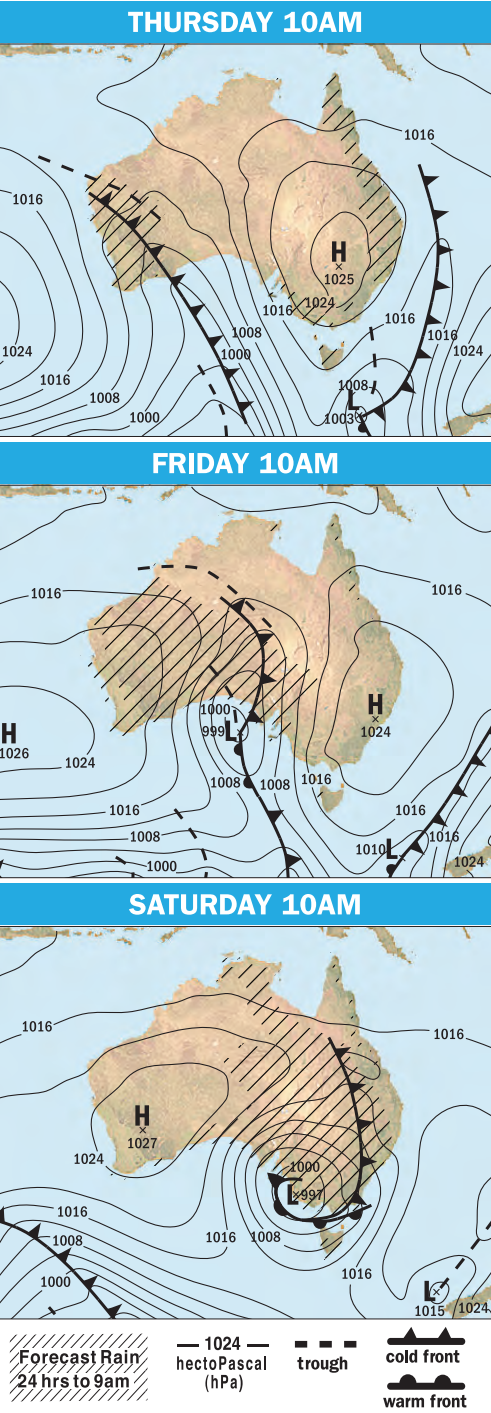 THURSDAY 10AM
1016
1016
H
1025
1024
1016
1016
1008
1016
1024
1000
1024
1016
1008
1008
L
1003
1000
FRIDAY 10AM
1016
1016
H
1024
1000
999 L
H
1026
1024
1008
1008
1016
1016
1016
1008
1010 L
1016
1000
1024
SATURDAY 10AM
1016
1016
H
1027
1024
1000
L 997
1016
1008
1016
1008
1016
1000
L
1015
1024
Forecast Rain
24 hrs to 9am
1024
hectoPascal
(hPa)
trough
cold front
warm front